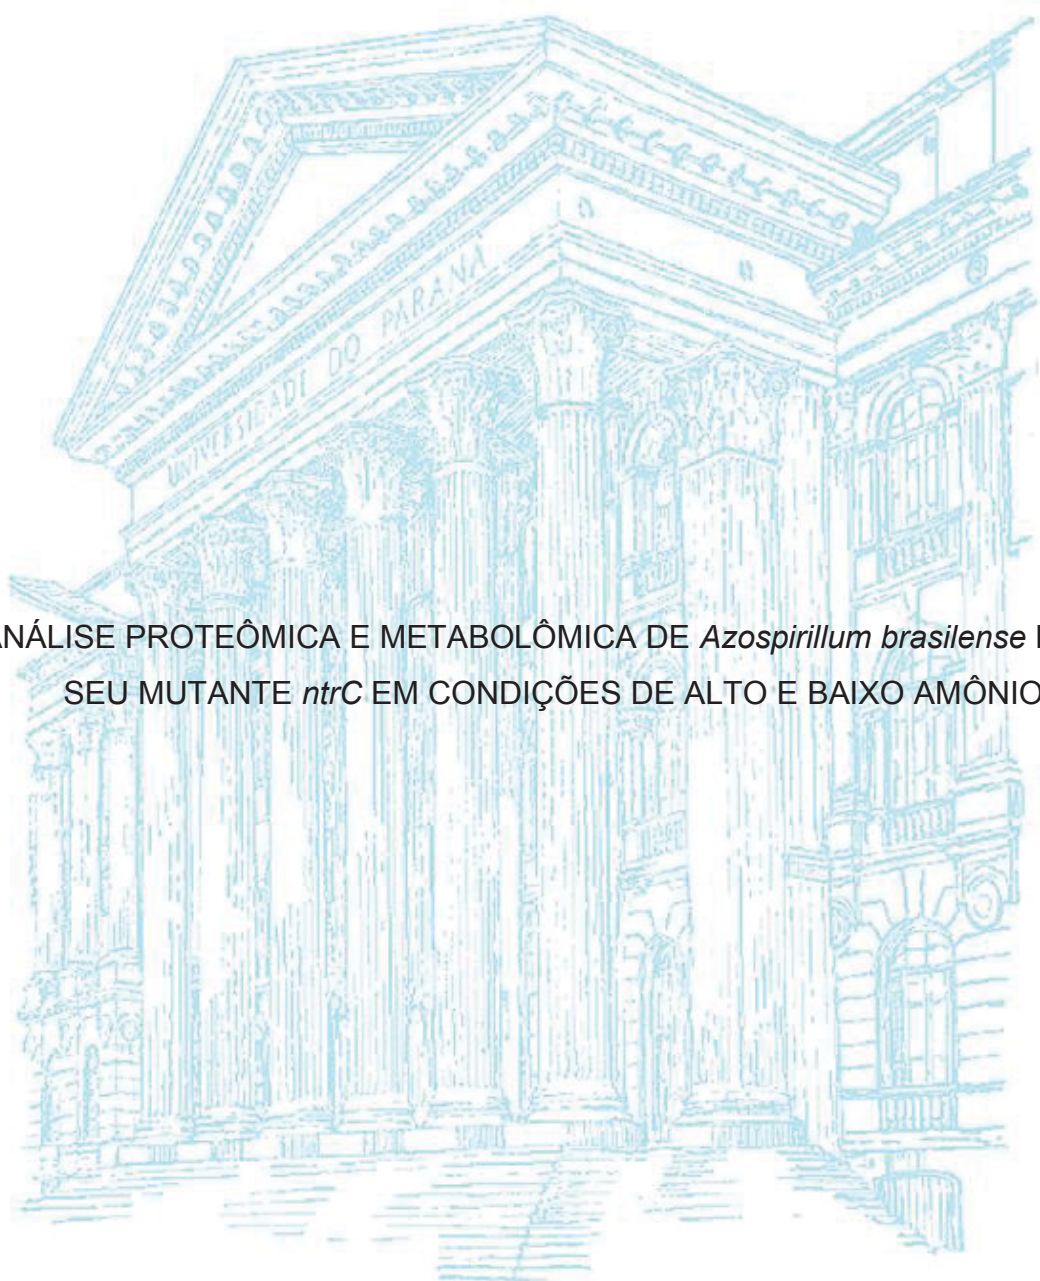 UNIVERSIDADE DO PARANÁ
ANÁLISE PROTEÔMICA E METABOLÔMICA DE Azospirillum brasilense E
SEU MUTANTE ntrC EM CONDIÇÕES DE ALTO E BAIXO AMÔNIO